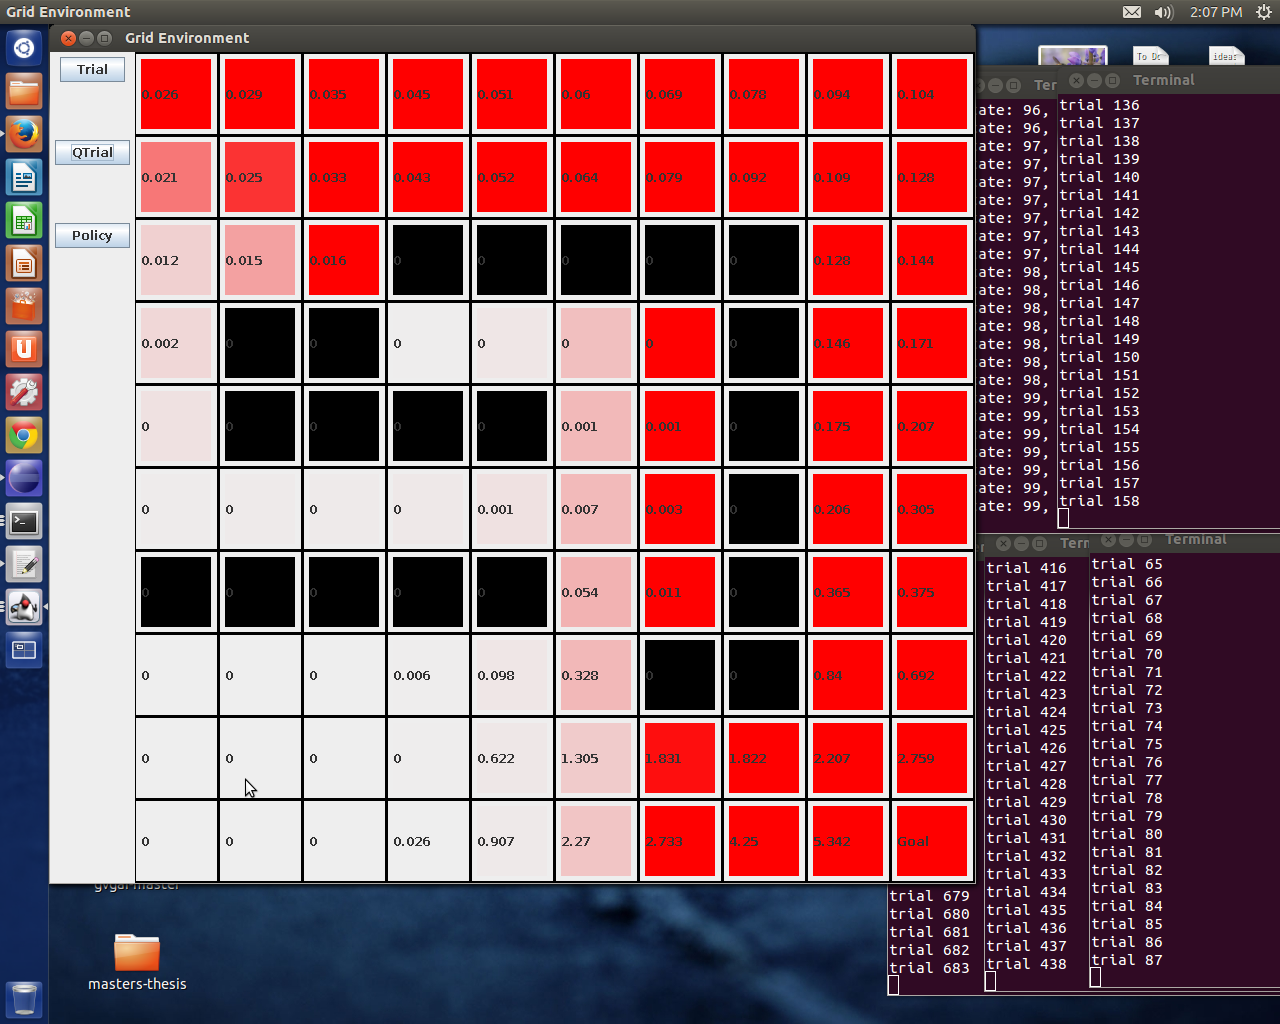 Grid Environment
2:07 PM
Grid Environment
Trial
QTrial
Policy
0.026 0.029 0.035 0.045 0.051 0.06 0.069 0.078 0.094 0.104
0.021 0.025 0.033 0.043 0.052 0.064 0.079 0.092 0.109 0.128
0.012 0.015 0.016 0 0 0 0 0 0.128 0.144
0.002 0 0 0 0 0 0 0 0.146 0.171
0 0 0 0 0 0.001 0.001 0 0.175 0.207
0 0 0 0 0.001 0.007 0.003 0 0.206 0.305
0 0 0 0 0 0.054 0.011 0 0.365 0.375
0 0 0 0.006 0.098 0.328 0 0 0.84 0.692
0 0 0 0 0.622 1.305 1.831 1.822 2.207 2.759
0 0 0 0.026 0.907 2.27 2.733 4.25 5.342 Goal
ideas
Terminal
ate: 96,
ate: 96,
ate: 97,
ate: 97,
ate: 97,
ate: 97,
ate: 97,
ate: 97,
ate: 97,
ate: 98,
ate: 98,
ate: 98,
ate: 98,
ate: 98,
ate: 98,
ate: 98,
ate: 99,
ate: 99,
ate: 99,
ate: 99,
ate: 99,
ate: 99,
ate: 99,
trial 136
trial 137
trial 138
trial 139
trial 140
trial 141
trial 142
trial 143
trial 144
trial 145
trial 146
trial 147
trial 148
trial 149
trial 150
trial 151
trial 152
trial 153
trial 154
trial 155
trial 156
trial 157
trial 158
Terminal
trial 416
trial 417
trial 418
trial 419
trial 420
trial 421
trial 422
trial 423
trial 424
trial 425
trial 426
trial 427
trial 428
trial 429
trial 430
trial 431
trial 432
trial 433
trial 434
trial 435
trial 436
trial 437
trial 438
trial 65
trial 66
trial 67
trial 68
trial 69
trial 70
trial 71
trial 72
trial 73
trial 74
trial 75
trial 76
trial 77
trial 78
trial 79
trial 80
trial 81
trial 82
trial 83
trial 84
trial 85
trial 86
trial 87
trial 679
trial 680
trial 681
trial 682
trial 683
masters-thesis